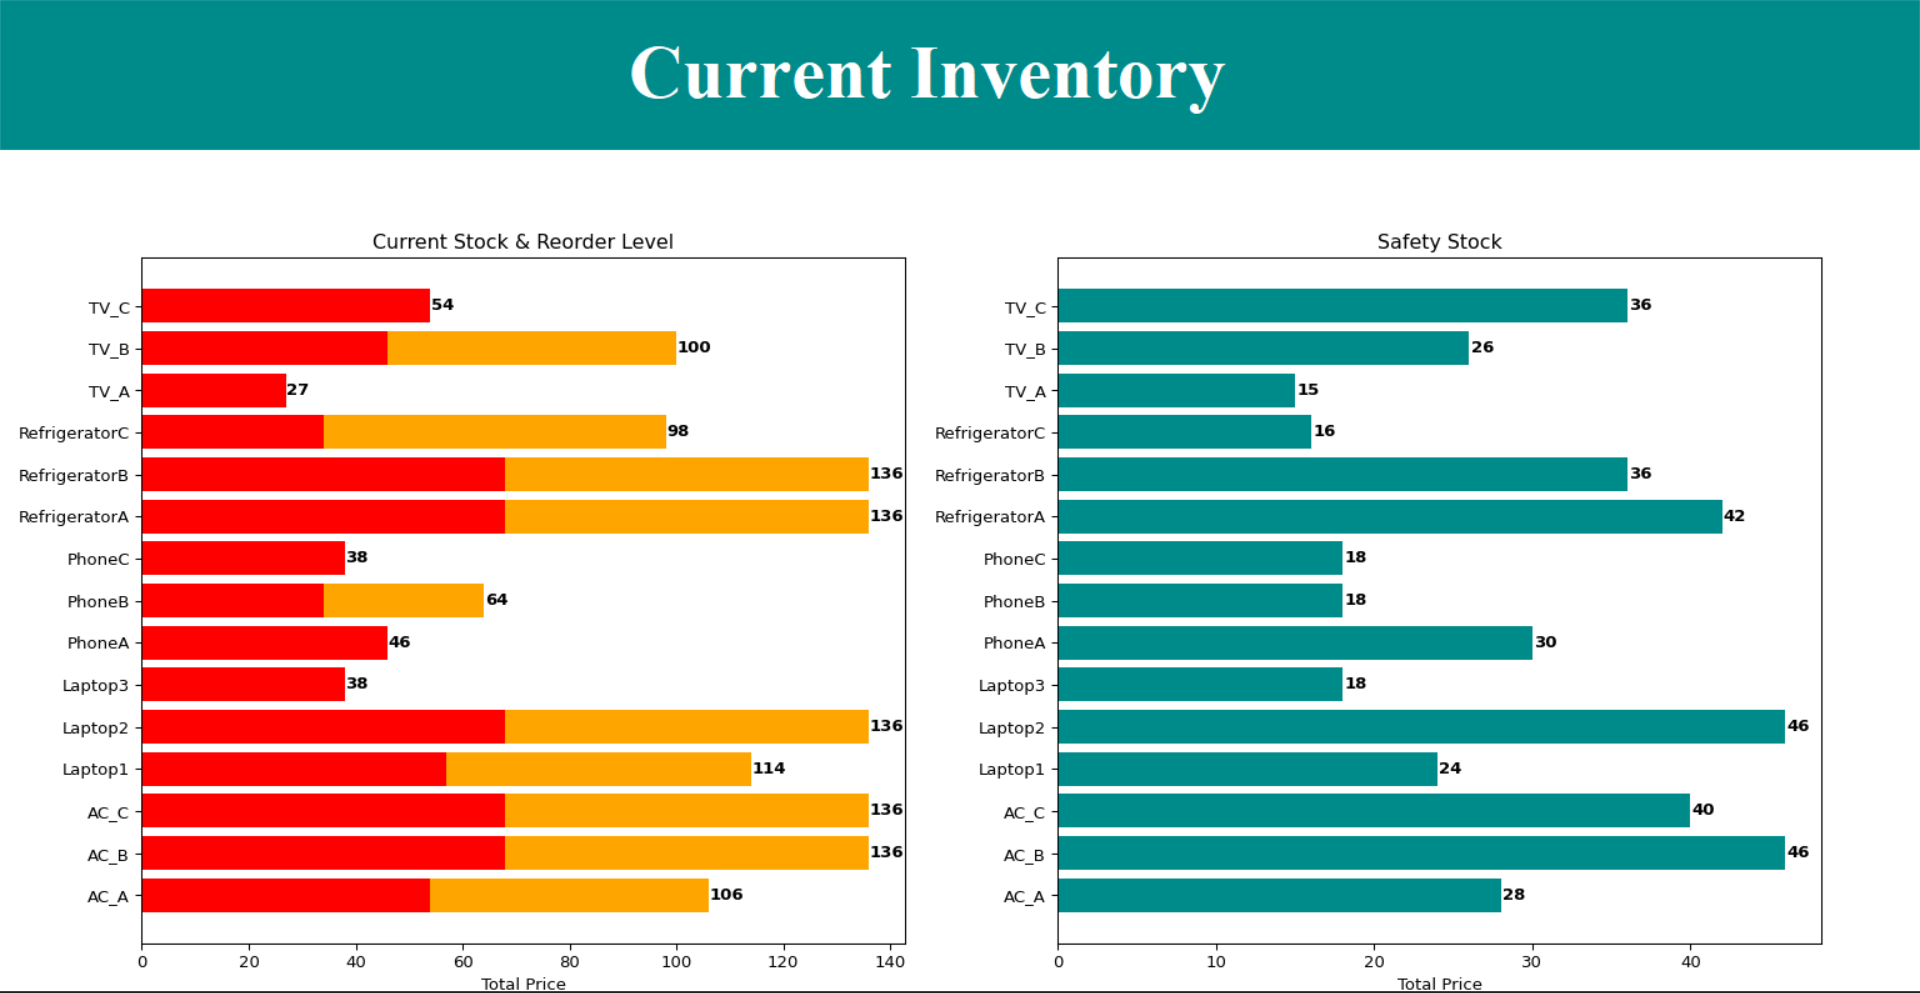 Current Inventory
Current Stock & Reorder Level
TV_C
54
TV_B
100
TV_A
27
RefrigeratorC
98
RefrigeratorB
136
RefrigeratorA
136
PhoneC
38
PhoneB
64
PhoneA
46
Laptop3
38
Laptop2
136
Laptop1
114
AC_C
136
AC_B
136
AC_A
106
0 20 40 60 80 100 120 140
Total Price
Safety Stock
TV_C
36
TV_B
26
TV_A
15
RefrigeratorC
16
RefrigeratorB
36
RefrigeratorA
42
PhoneC
18
PhoneB
18
PhoneA
30
Laptop3
18
Laptop2
46
Laptop1
24
AC_C
40
AC_B
46
AC_A
28
0 10 20 30 40
Total Price